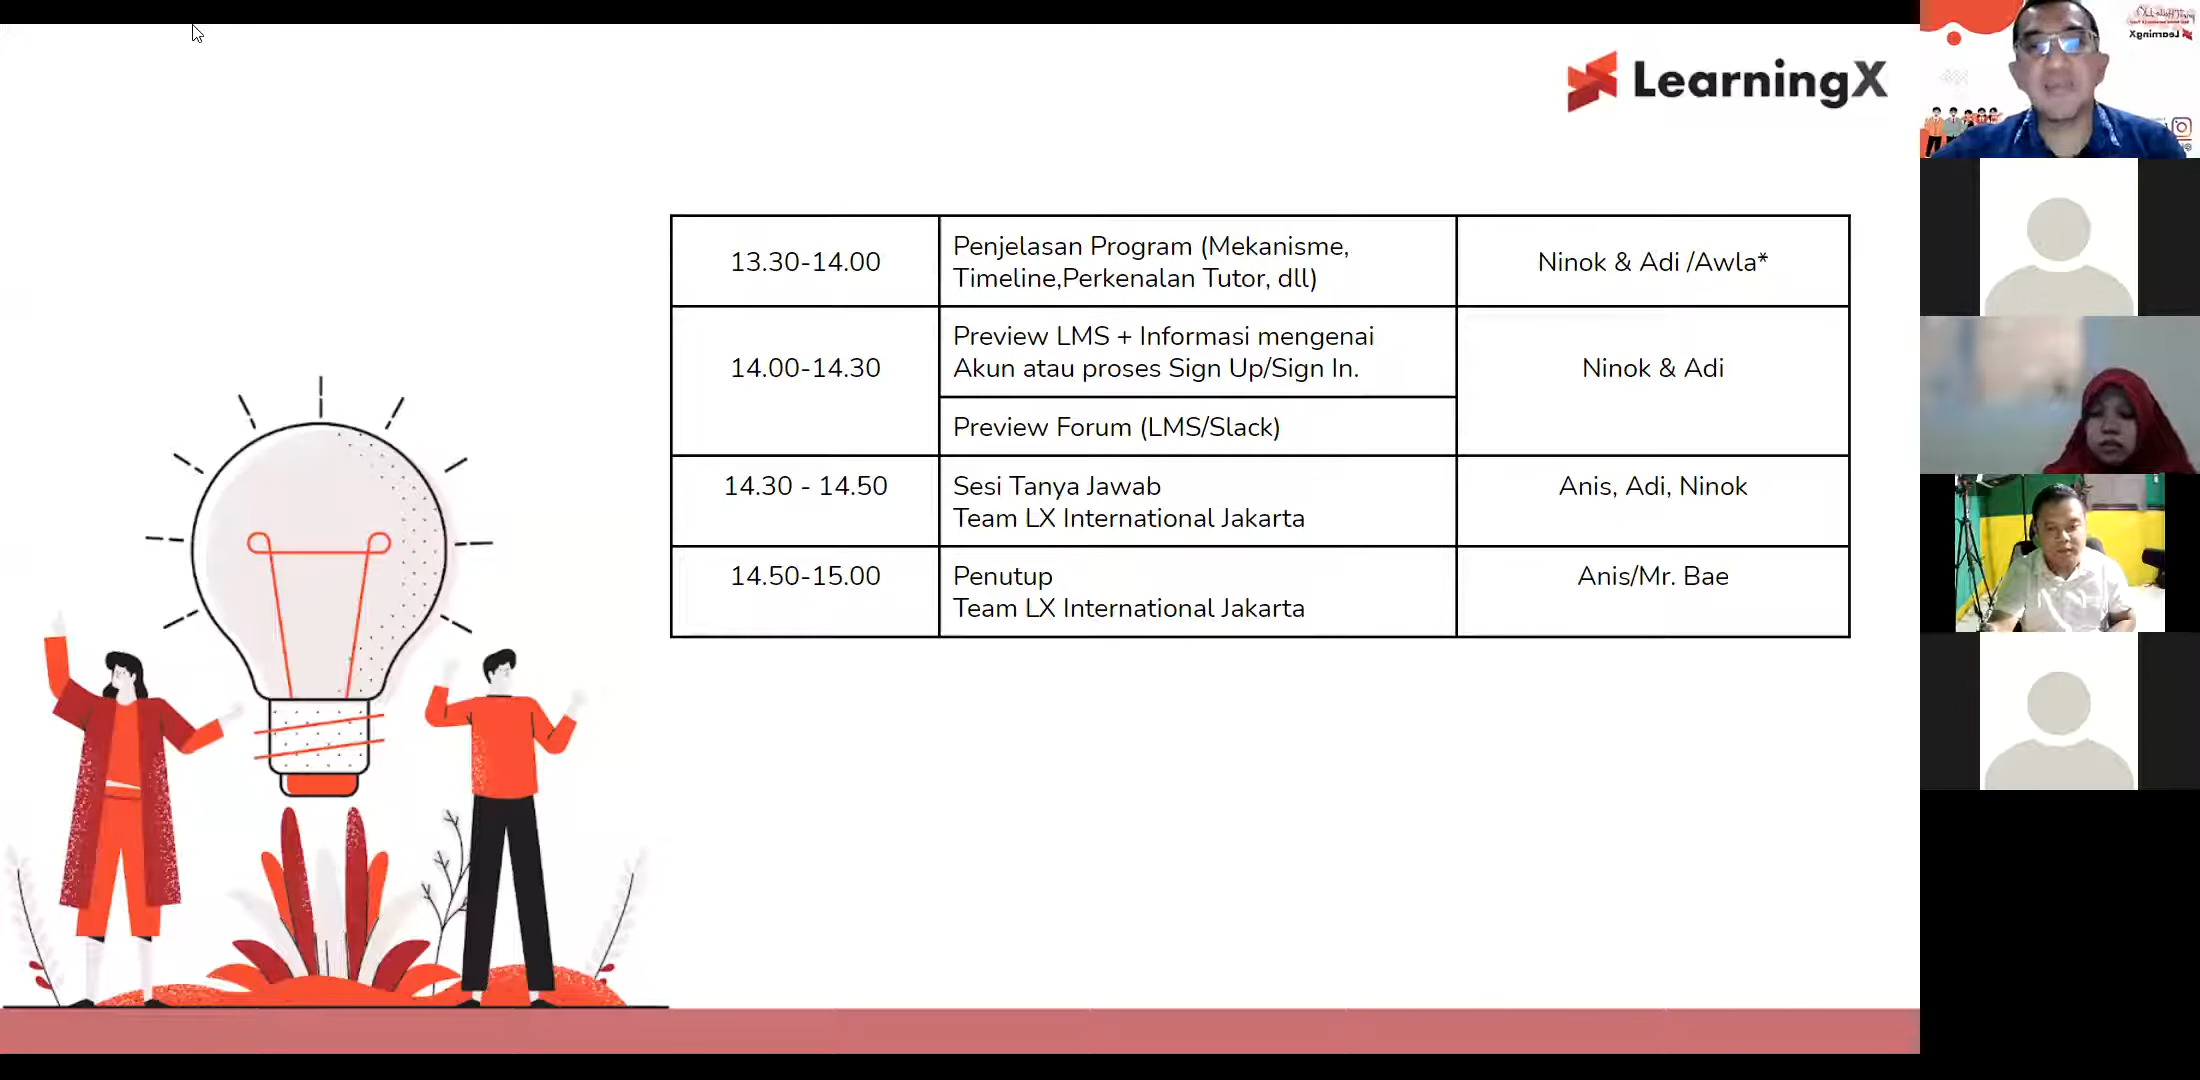 LearningX
13.30-14.00
Penjelasan Program (Mekanisme,
Timeline,Perkenalan Tutor, dll)
Ninok & Adi /Awla*
14.00-14.30
Preview LMS + Informasi mengenai
Akun atau proses Sign Up/Sign In.
Ninok & Adi
Preview Forum (LMS/Slack)
14.30 - 14.50
Sesi Tanya Jawab
Team LX International Jakarta
Anis, Adi, Ninok
14.50-15.00
Penutup
Team LX International Jakarta
Anis/Mr. Bae
LearningX